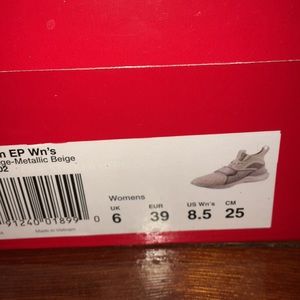 EP Wn's
-Metallic Beige
02
Womens
UK EUR US Wn's CM
6 39 8.5 25
91240 01899 0
Made in Vietnam